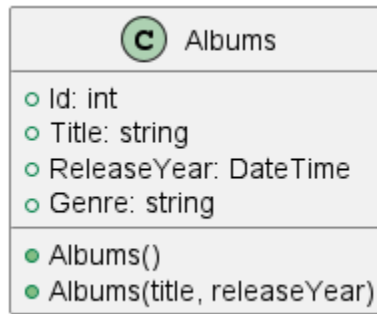 C Albums
Id: int
Title: string
ReleaseYear: DateTime
Genre: string
Albums()
Albums(title, releaseYear)